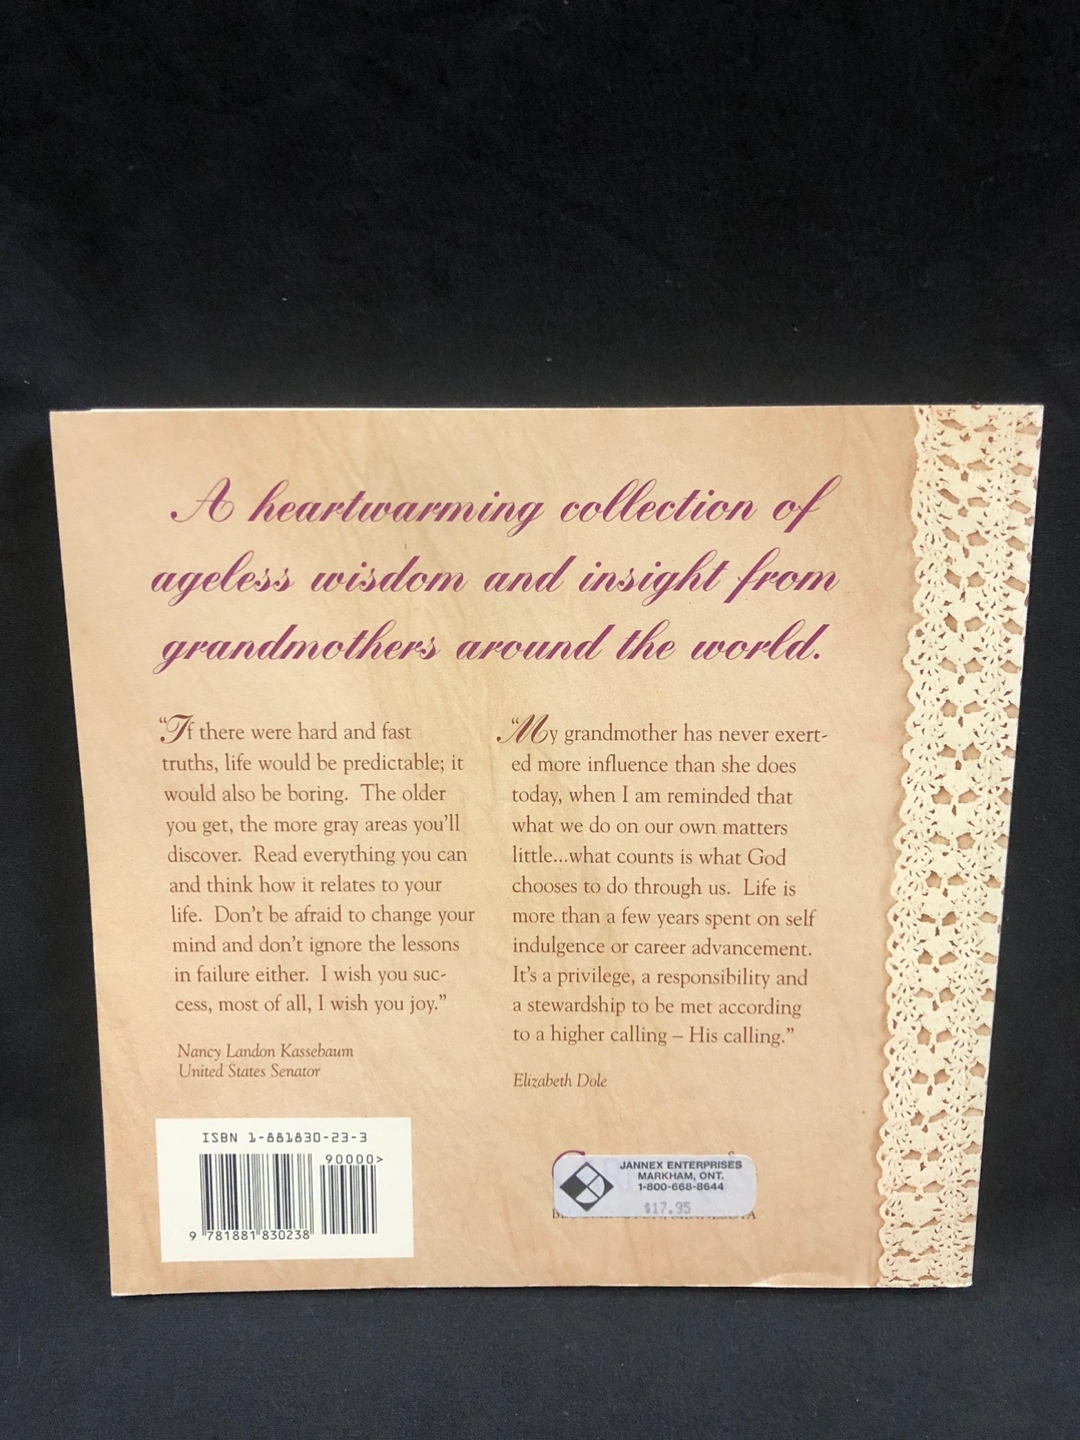 A heartwarming collection of
ageless wisdom and insight from
grandmothers around the world.
“If there were hard and fast
truths, life would be predictable; it
would also be boring. The older
you get, the more gray areas you’ll
discover. Read everything you can
and think how it relates to your
life. Don’t be afraid to change your
mind and don’t ignore the lessons
in failure either. I wish you suc-
cess, most of all, I wish you joy.”
Nancy Landon Kassebaum
United States Senator
“My grandmother has never exert-
ed more influence than she does
today, when I am reminded that
what we do on our own matters
little...what counts is what God
chooses to do through us. Life is
more than a few years spent on self
indulgence or career advancement.
It’s a privilege, a responsibility and
a stewardship to be met according
to a higher calling – His calling.”
Elizabeth Dole
ISBN 1-881830-23-3
90000>
9 781881 830238
JANNEX ENTERPRISES
MARKHAM, ONT.
1-800-668-8644
$17.95